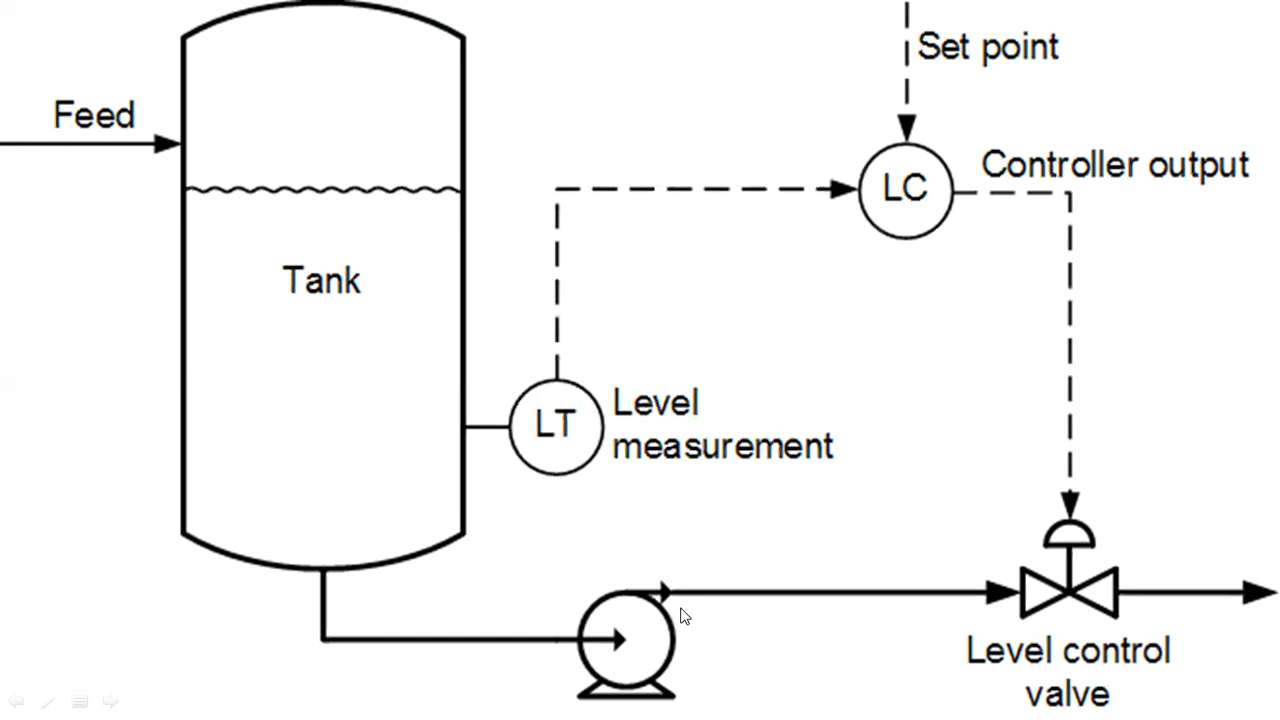 Set point
Feed
Controller output
LC
Tank
LT
Level
measurement
Level control
valve